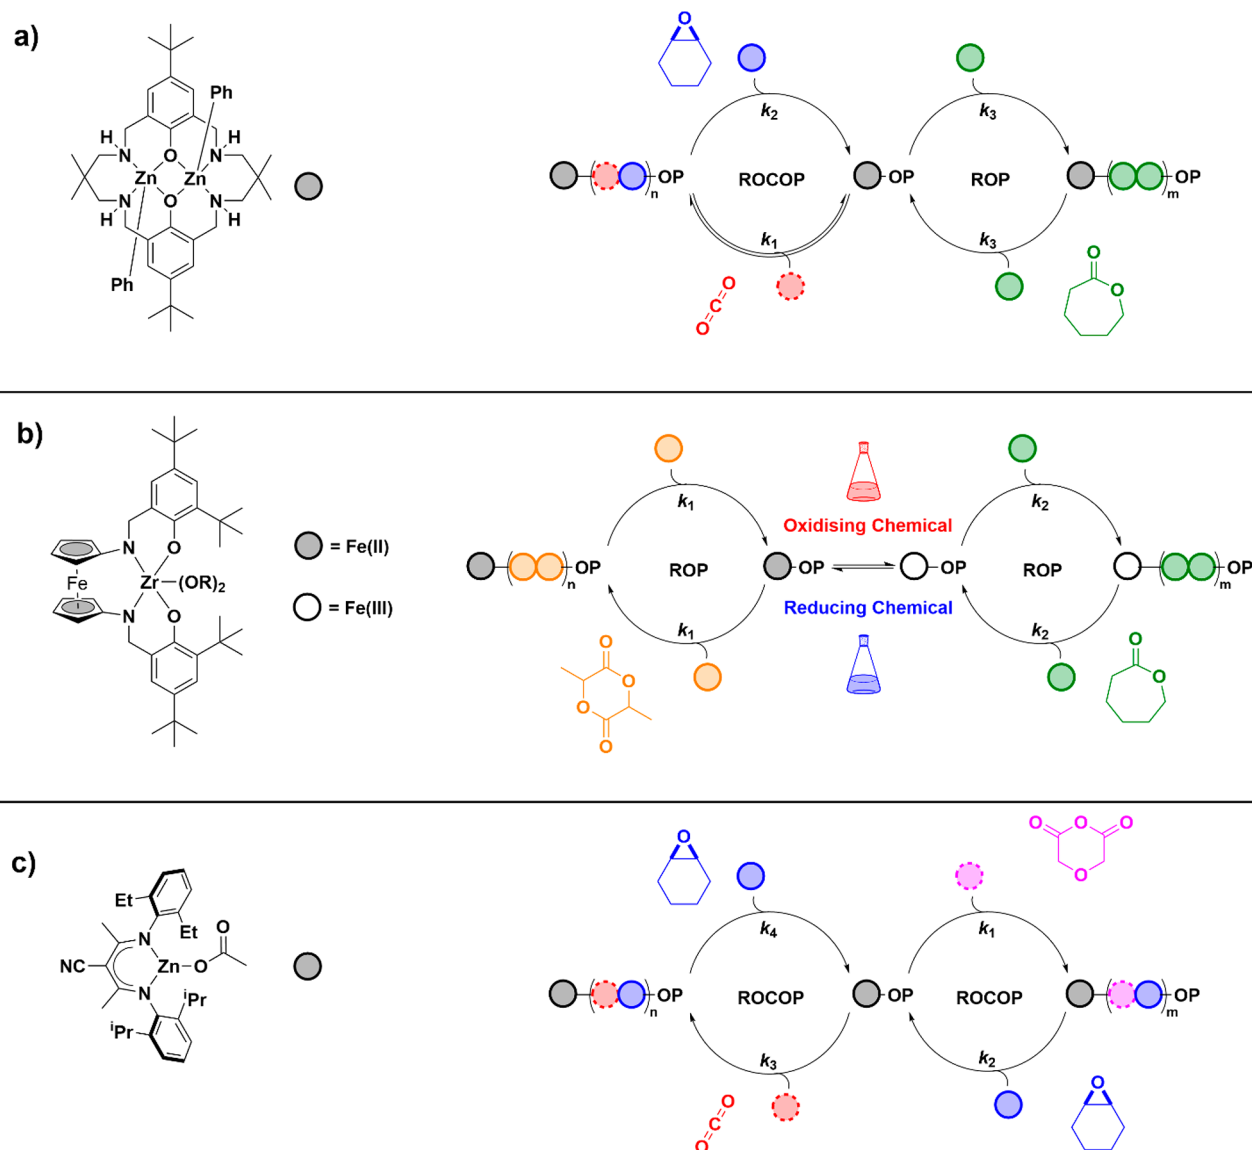 a)
Ph
H
N
O
N
H
Zn
Zn
H
N
O
N
H
Ph
O
k2
k3
n
OP
ROCOP
OP
ROP
m
OP
k1
k3
O
C
O
O
O
b)
Fe
N
O
Zr
(OR)2
N
O
= Fe(II)
= Fe(III)
k1
k2
Oxidising Chemical
n
OP
ROP
OP
OP
ROP
m
OP
Reducing Chemical
k1
k2
O
O
O
O
O
O
c)
Et
Et
N
O
NC
Zn
O
N
iPr
iPr
O
O
O
O
O
k4
k1
n
OP
ROCOP
OP
ROCOP
m
OP
k3
k2
O
C
O
O